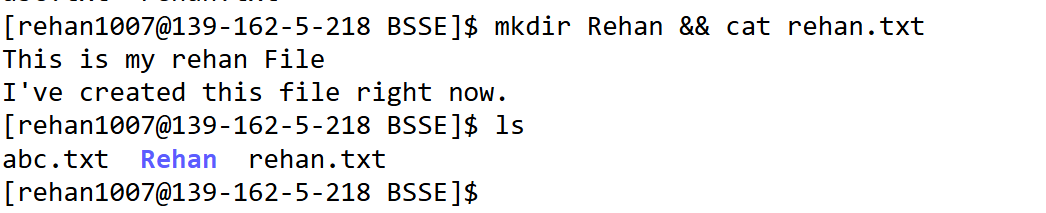 [rehan1007@139-162-5-218 BSSE]$ mkdir Rehan && cat rehan.txt
This is my rehan File
I've created this file right now.
[rehan1007@139-162-5-218 BSSE]$ ls
abc.txt  Rehan  rehan.txt
[rehan1007@139-162-5-218 BSSE]$